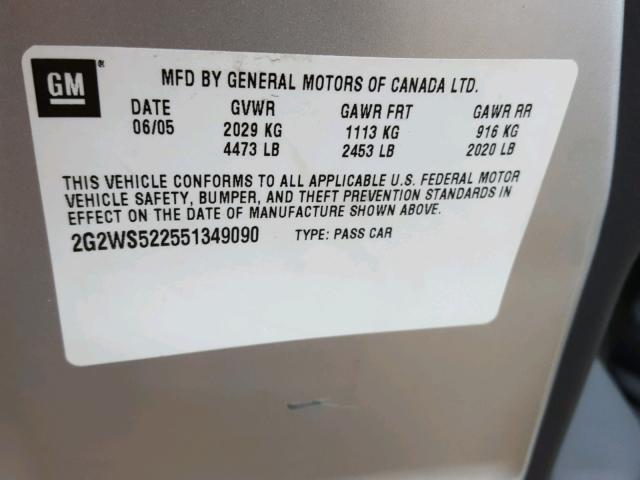 GM®
MFD BY GENERAL MOTORS OF CANADA LTD.
DATE GVWR GAWR FRT GAWR RR
06/05 2029 KG 1113 KG 916 KG
4473 LB 2453 LB 2020 LB
THIS VEHICLE CONFORMS TO ALL APPLICABLE U.S. FEDERAL MOTOR
VEHICLE SAFETY, BUMPER, AND THEFT PREVENTION STANDARDS IN
EFFECT ON THE DATE OF MANUFACTURE SHOWN ABOVE.
2G2WS522551349090 TYPE: PASS CAR